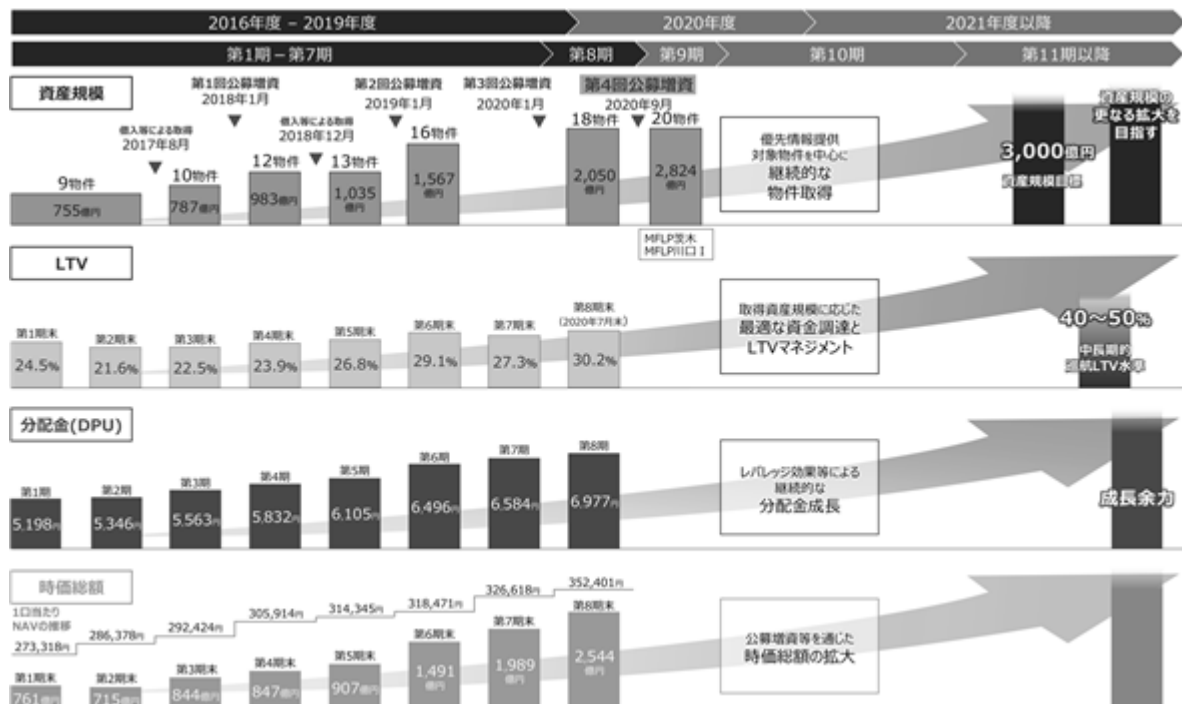 2016年度 – 2019年度
2020年度
2021年度以降
第1期 – 第7期
第8期
第9期
第10期
第11期以降
資産規模
第1回公募増資
2018年1月
第2回公募増資
2019年1月
第3回公募増資
2020年1月
第4回公募増資
2020年9月
借入等による取得
2017年8月
借入等による取得
2018年12月
9物件
755億円
10物件
787億円
12物件
983億円
13物件
1,035
億円
16物件
1,567
億円
18物件
2,050
億円
20物件
2,824
億円
MFLP茨木
MFLP川口Ⅰ
優先情報提供
対象物件を中心に
継続的な
物件取得
3,000億円
資産規模目標
資産規模の
更なる拡大を
目指す
LTV
第1期末
24.5%
第2期末
21.6%
第3期末
22.5%
第4期末
23.9%
第5期末
26.8%
第6期末
29.1%
第7期末
27.3%
第8期末
(2020年7月末)
30.2%
取得資産規模に応じた
最適な資金調達と
LTVマネジメント
40～50%
中長期的
巡航LTV水準
分配金(DPU)
第1期
5,198円
第2期
5,346円
第3期
5,563円
第4期
5,832円
第5期
6,105円
第6期
6,496円
第7期
6,584円
第8期
6,977円
レバレッジ効果等による
継続的な
分配金成長
成長余力
時価総額
1口当たり
NAVの推移
273,318円
286,378円
292,424円
305,914円
314,345円
318,471円
326,618円
352,401円
第1期末
761億円
第2期末
715億円
第3期末
844億円
第4期末
847億円
第5期末
907億円
第6期末
1,491
億円
第7期末
1,989
億円
第8期末
2,544
億円
公募増資等を通じた
時価総額の拡大